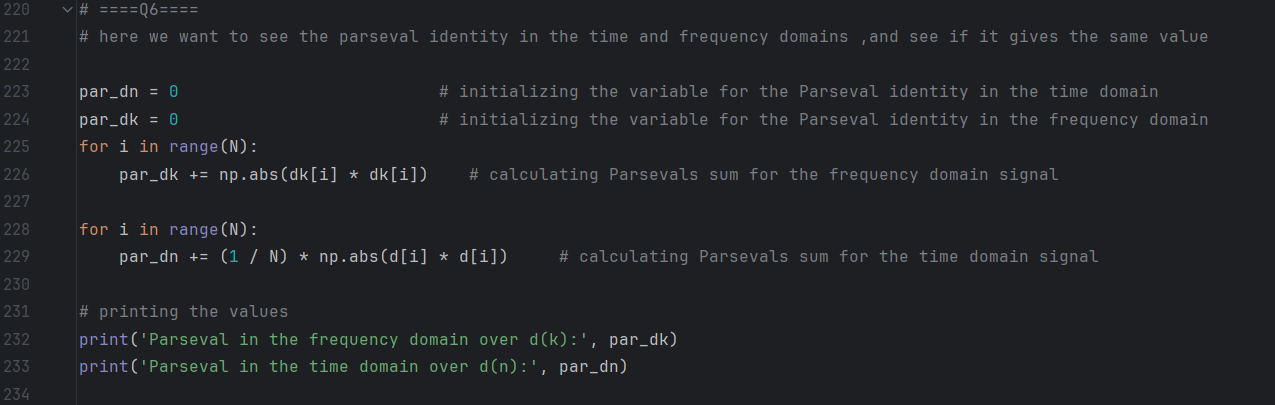 220 # ====Q6====
221 # here we want to see the parseval identity in the time and frequency domains ,and see if it gives the same value
222
223 par_dn = 0 # initializing the variable for the Parseval identity in the time domain
224 par_dk = 0 # initializing the variable for the Parseval identity in the frequency domain
225 for i in range(N):
226 par_dk += np.abs(dk[i] * dk[i]) # calculating Parsevals sum for the frequency domain signal
227
228 for i in range(N):
229 par_dn += (1 / N) * np.abs(d[i] * d[i]) # calculating Parsevals sum for the time domain signal
230
231 # printing the values
232 print('Parseval in the frequency domain over d(k):', par_dk)
233 print('Parseval in the time domain over d(n):', par_dn)
234